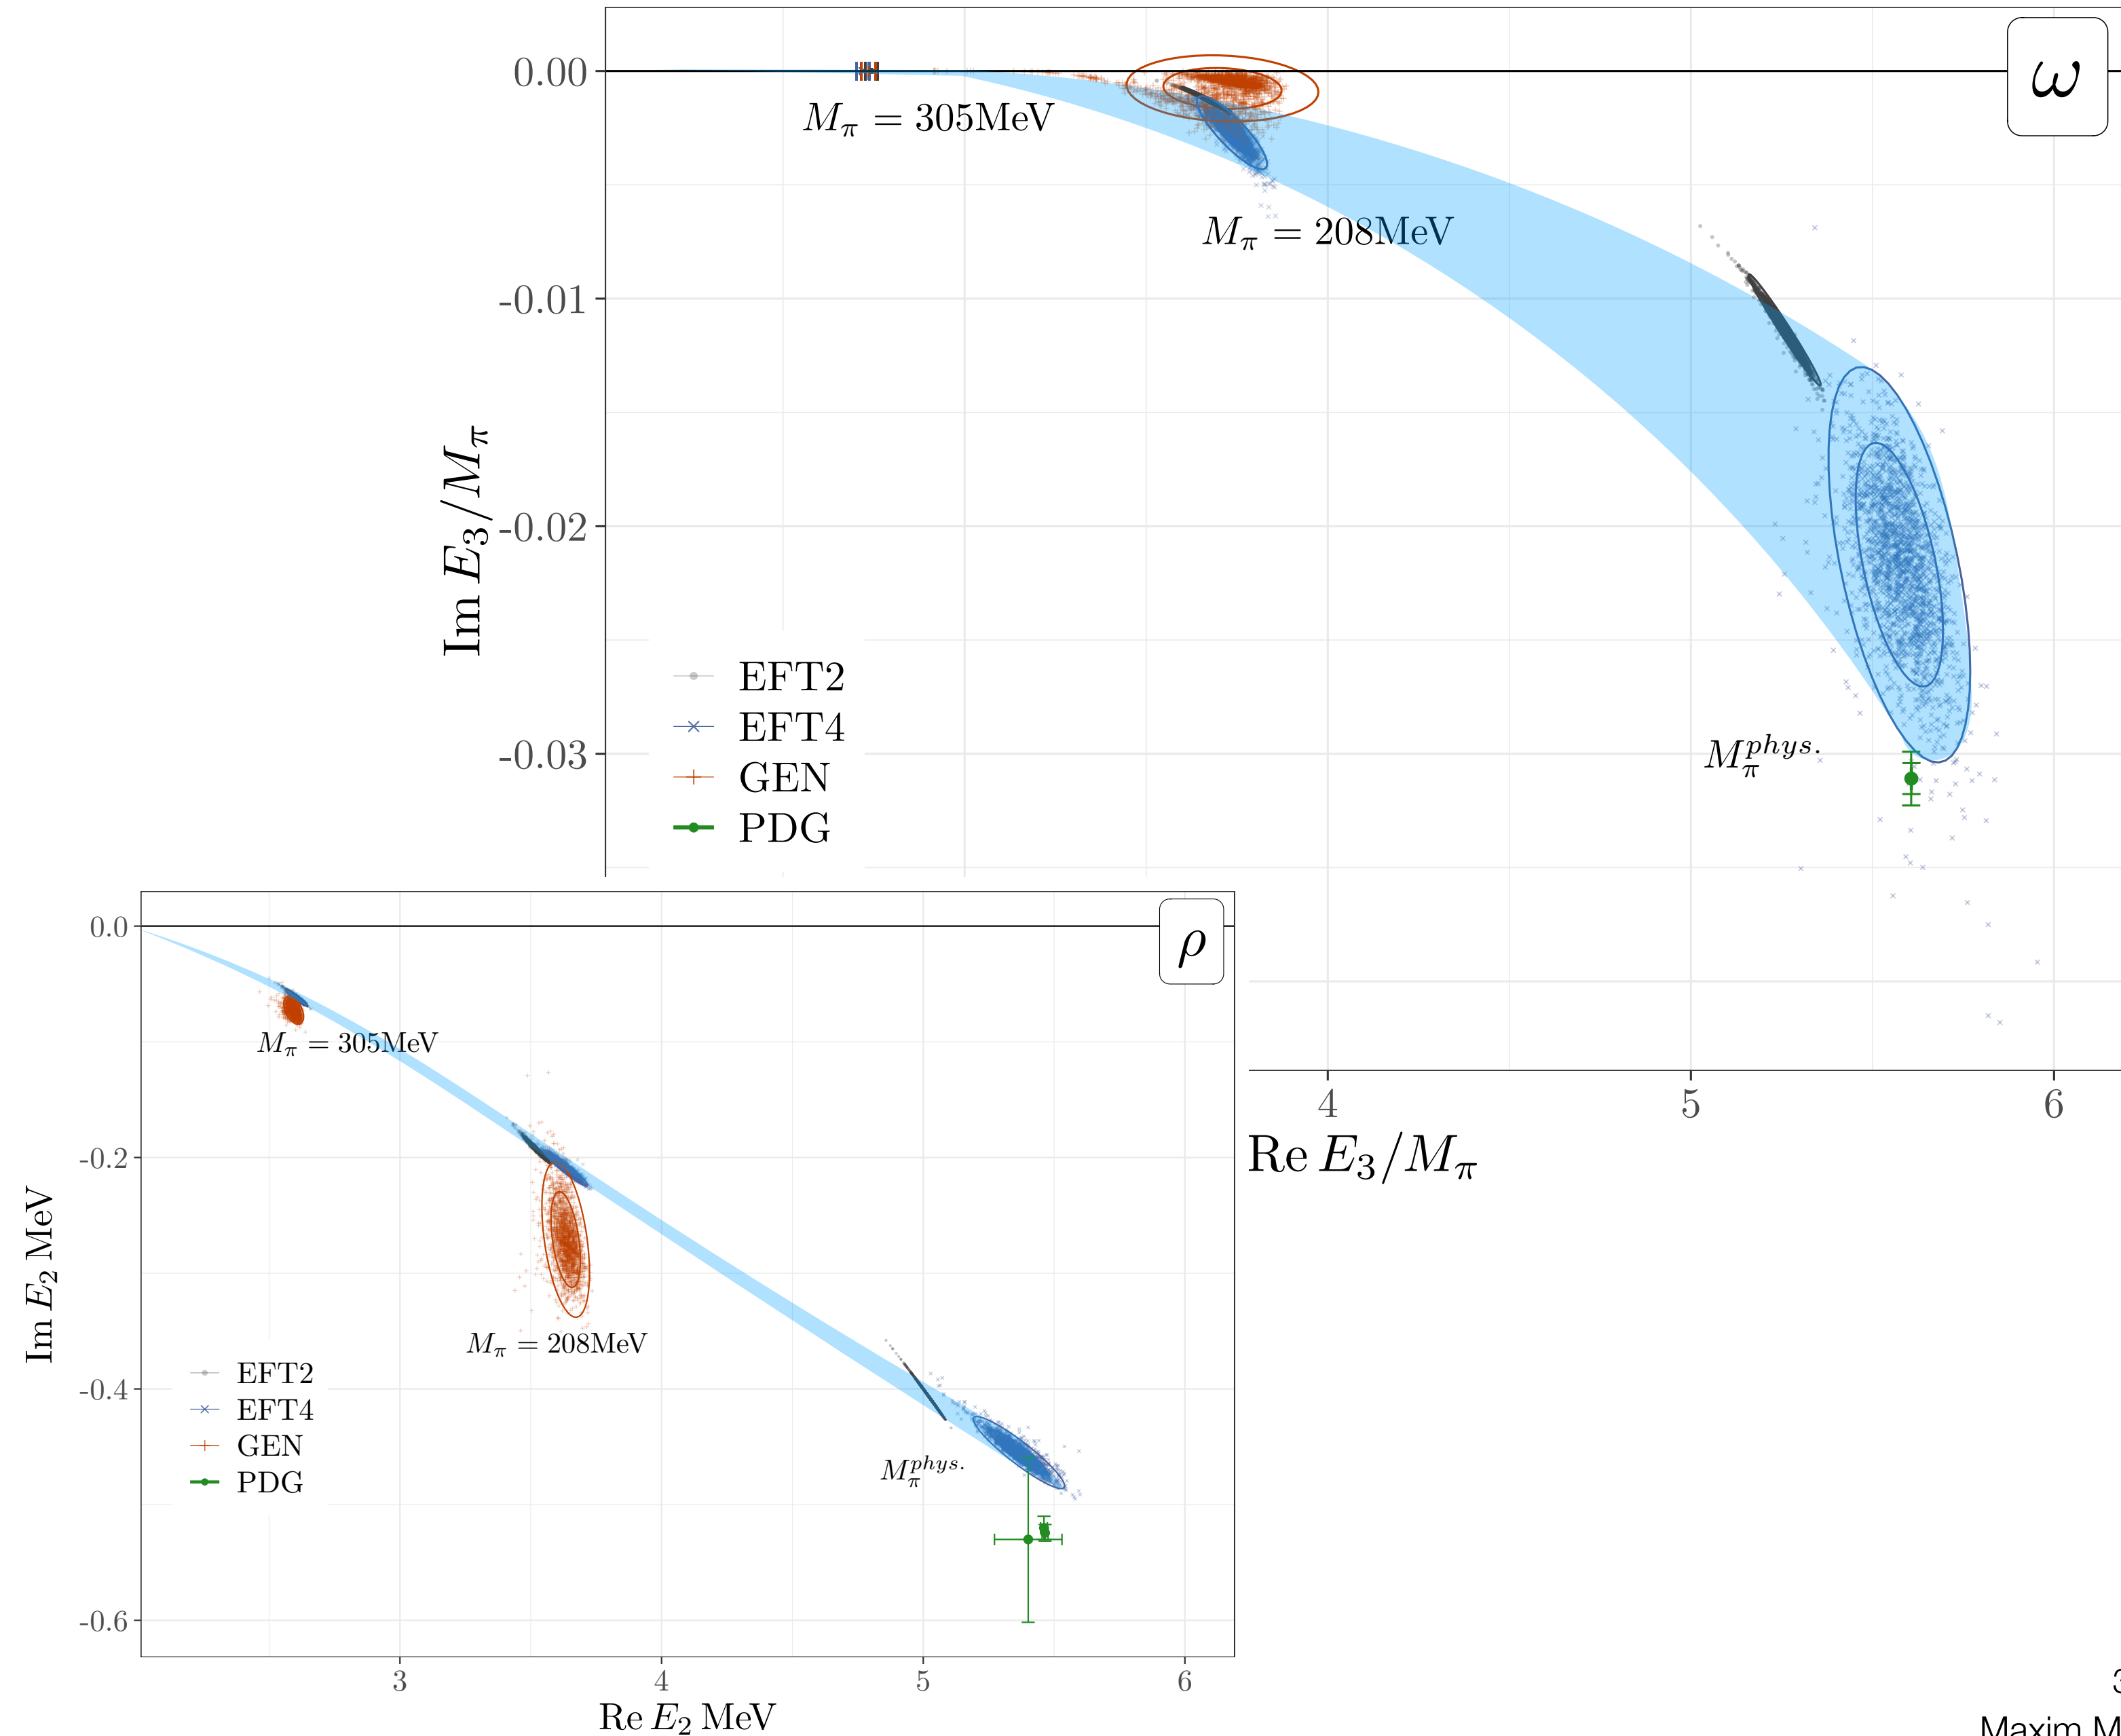 ω
0.00
M_π = 305MeV
M_π = 208MeV
-0.01
Im E_3/M_π
-0.02
-0.03
M_π^{phys.}
EFT2
EFT4
GEN
PDG
4 5 6
Re E_3/M_π
ρ
0.0
M_π = 305MeV
-0.2
Im E_2 MeV
M_π = 208MeV
-0.4
M_π^{phys.}
EFT2
EFT4
GEN
PDG
-0.6
3 4 5 6
Re E_2 MeV
3
Maxim M